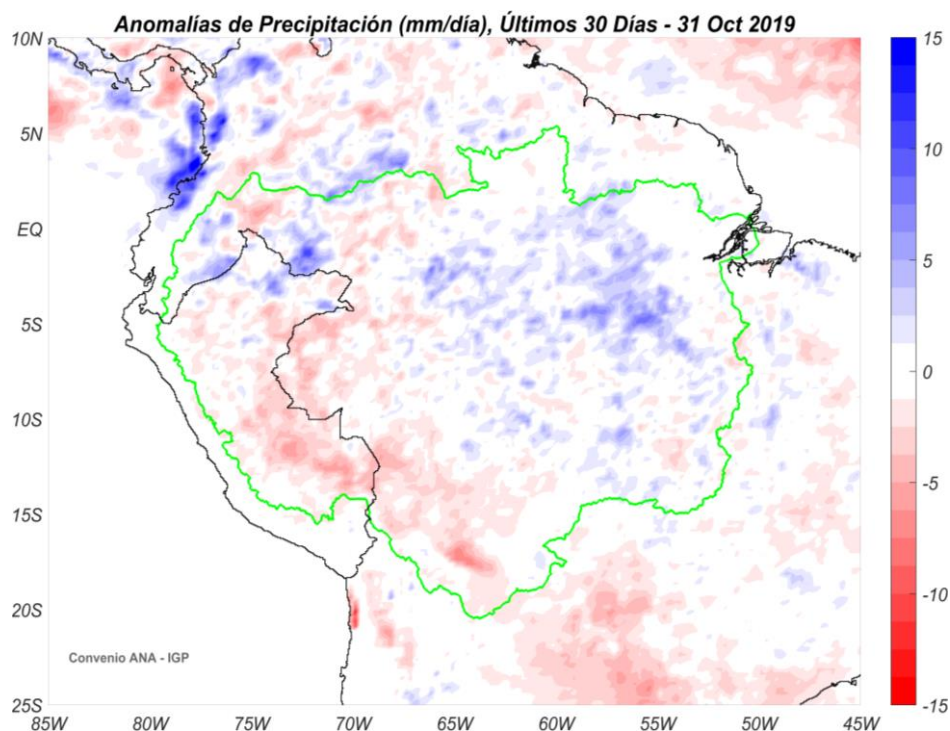 Anomalías de Precipitación (mm/día), Últimos 30 Días - 31 Oct 2019
10N
5N
EQ
5S
10S
15S
20S
25S
85W 80W 75W 70W 65W 60W 55W 50W 45W
15
10
5
0
-5
-10
-15
Convenio ANA - IGP